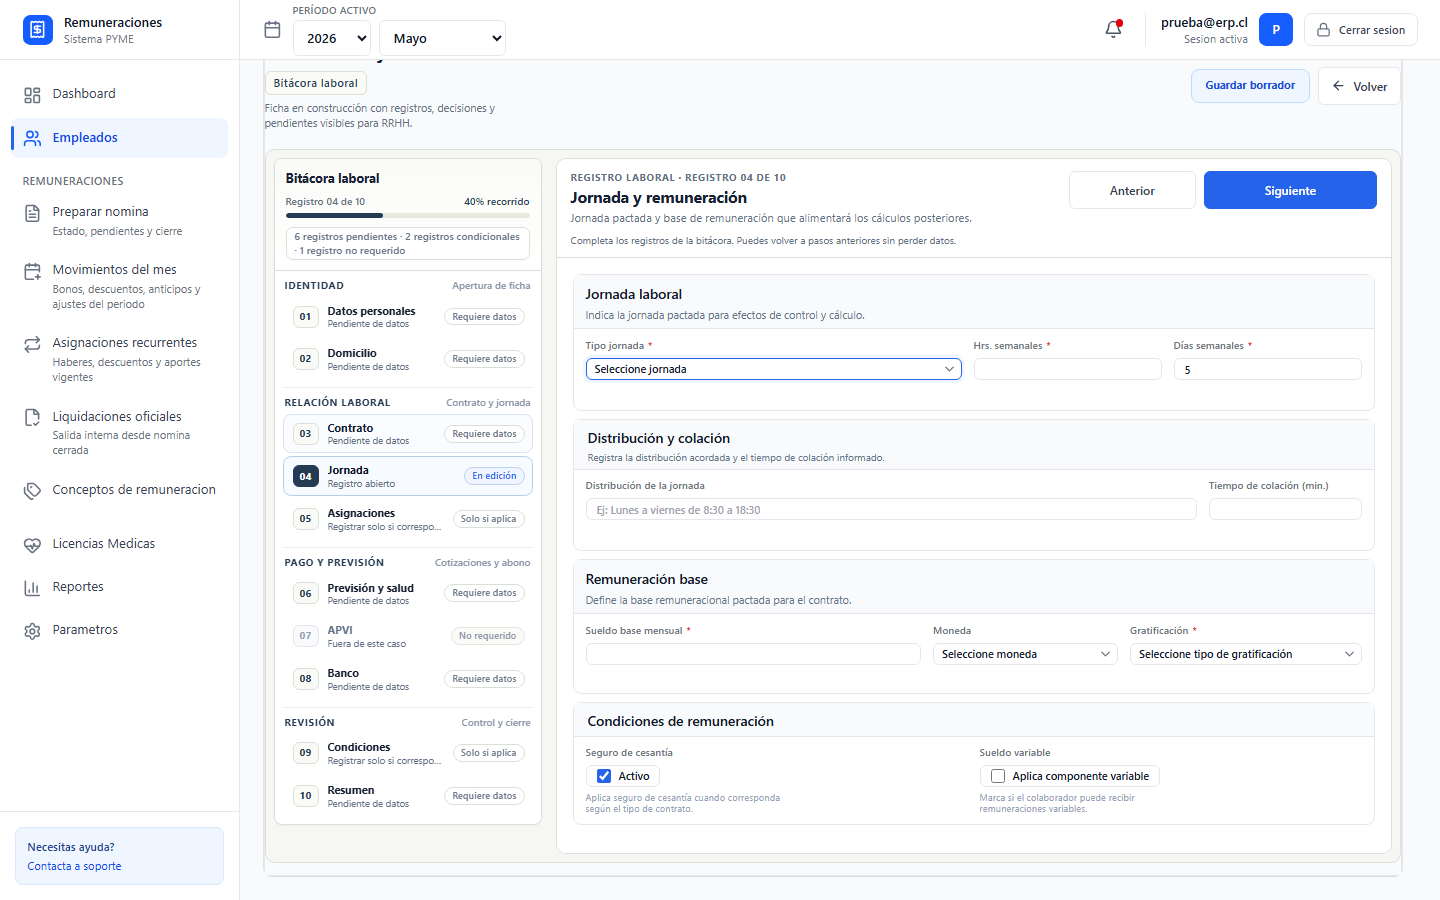 Remuneraciones
Sistema PYME
PERÍODO ACTIVO
2026
Mayo
prueba@erp.cl
Sesion activa
P
Cerrar sesion
Dashboard
Empleados
REMUNERACIONES
Preparar nomina
Estado, pendientes y cierre
Movimientos del mes
Bonos, descuentos, anticipos y
ajustes del periodo
Asignaciones recurrentes
Haberes, descuentos y aportes
vigentes
Liquidaciones oficiales
Salida interna desde nomina
cerrada
Conceptos de remuneracion
Licencias Medicas
Reportes
Parametros
Necesitas ayuda?
Contacta a soporte
Bitácora laboral
Ficha en construcción con registros, decisiones y
pendientes visibles para RRHH.
Guardar borrador
Volver
Bitácora laboral
Registro 04 de 10
40% recorrido
6 registros pendientes · 2 registros condicionales
· 1 registro no requerido
IDENTIDAD
Apertura de ficha
01
Datos personales
Pendiente de datos
Requiere datos
02
Domicilio
Pendiente de datos
Requiere datos
RELACIÓN LABORAL
Contrato y jornada
03
Contrato
Pendiente de datos
Requiere datos
04
Jornada
Registro abierto
En edición
05
Asignaciones
Registrar solo si correspo...
Solo si aplica
PAGO Y PREVISIÓN
Cotizaciones y abono
06
Previsión y salud
Pendiente de datos
Requiere datos
07
APVI
Fuera de este caso
No requerido
08
Banco
Pendiente de datos
Requiere datos
REVISIÓN
Control y cierre
09
Condiciones
Registrar solo si correspo...
Solo si aplica
10
Resumen
Pendiente de datos
Requiere datos
REGISTRO LABORAL · REGISTRO 04 DE 10
Jornada y remuneración
Jornada pactada y base de remuneración que alimentará los cálculos posteriores.
Completa los registros de la bitácora. Puedes volver a pasos anteriores sin perder datos.
Anterior
Siguiente
Jornada laboral
Indica la jornada pactada para efectos de control y cálculo.
Tipo jornada *
Hrs. semanales *
Días semanales *
Seleccione jornada
5
Distribución y colación
Registra la distribución acordada y el tiempo de colación informado.
Distribución de la jornada
Tiempo de colación (min.)
Ej: Lunes a viernes de 8:30 a 18:30
Remuneración base
Define la base remuneracional pactada para el contrato.
Sueldo base mensual *
Moneda
Gratificación *
Seleccione moneda
Seleccione tipo de gratificación
Condiciones de remuneración
Seguro de cesantía
Sueldo variable
Activo
Aplica componente variable
Aplica seguro de cesantía cuando corresponda
según el tipo de contrato.
Marca si el colaborador puede recibir
remuneraciones variables.